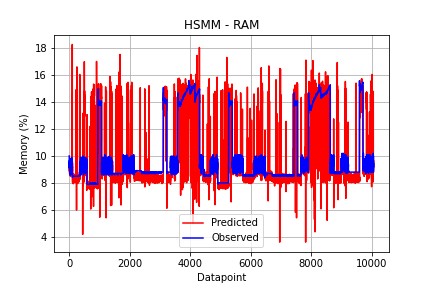 HSMM - RAM
18
16
14
12
10
8
6
4
Memory (%)
Predicted
Observed
0
2000
4000
6000
8000
10000
Datapoint